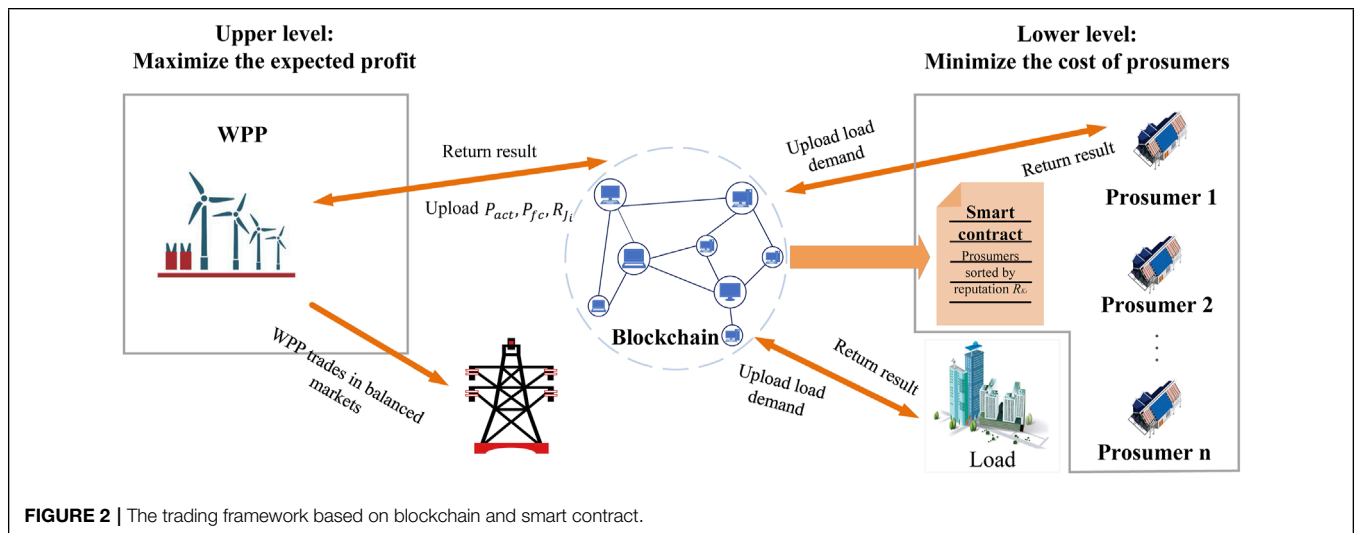 Upper level:
Maximize the expected profit
WPP
Return result
Upload P_act, P_fc, R_Ji
WPP trades in balanced
markets
Blockchain
Lower level:
Minimize the cost of prosumers
Upload load
demand
Return result
Smart
contract
Prosumers
sorted by
reputation R_Ki
Prosumer 1
Prosumer 2
⋮
Prosumer n
Return result
Upload load
demand
Load
FIGURE 2 | The trading framework based on blockchain and smart contract.